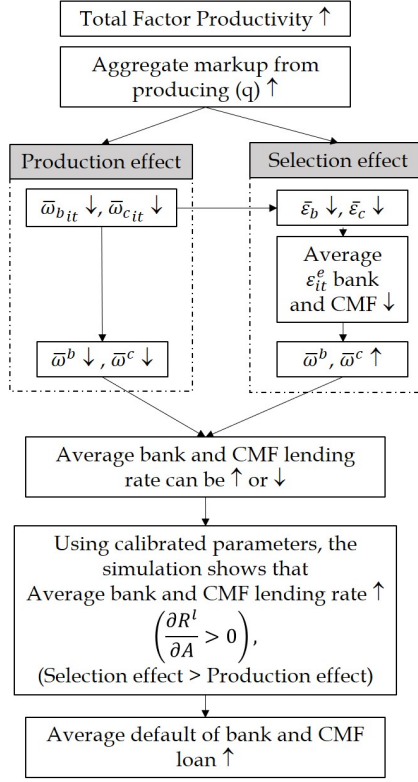 Total Factor Productivity ↑
Aggregate markup from
producing (q) ↑
Production effect
Selection effect
ω̅_{b_{it}} ↓, ω̅_{c_{it}} ↓
ε̅_b ↓, ε̅_c ↓
Average
ε^e_{it} bank
and CMF ↓
ω̅^b ↓, ω̅^c ↓
ω̅^b, ω̅^c ↑
Average bank and CMF lending
rate can be ↑ or ↓
Using calibrated parameters, the
simulation shows that
Average bank and CMF lending rate ↑
(∂R^l/∂A > 0),
(Selection effect > Production effect)
Average default of bank and CMF
loan ↑